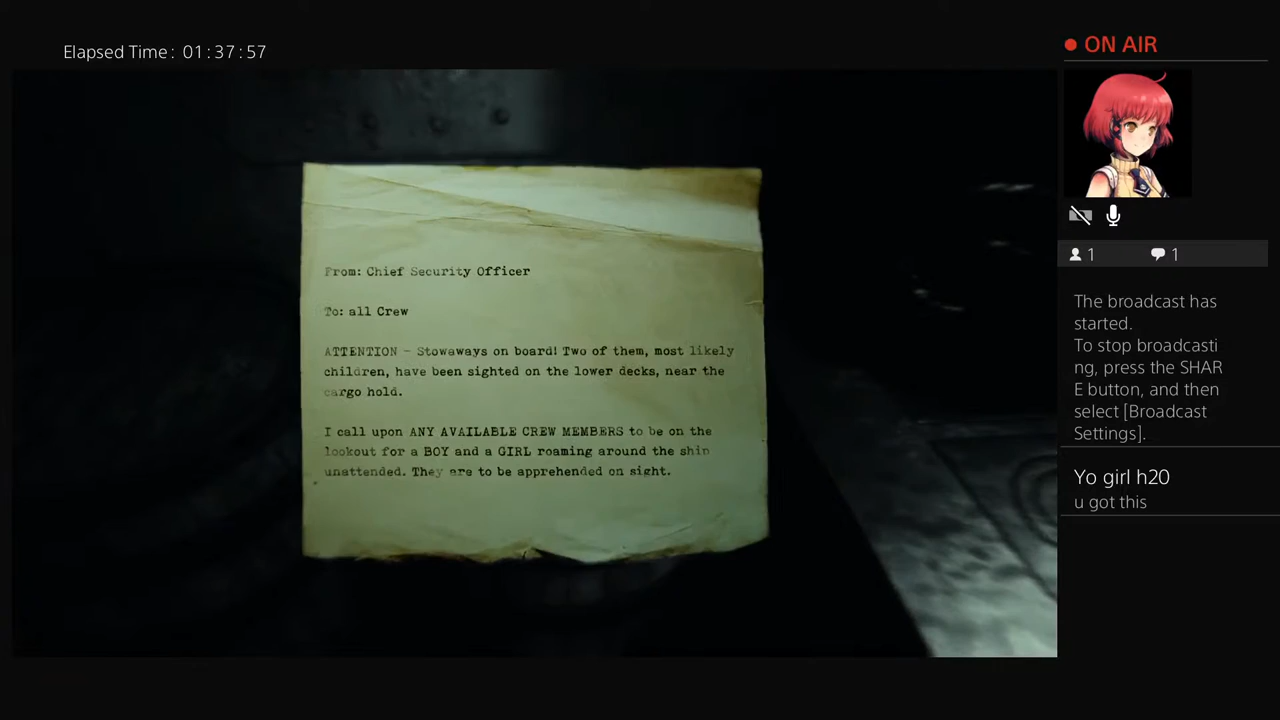 Elapsed Time: 01:37:57
ON AIR
From: Chief Security Officer
To: all Crew
ATTENTION - Stowaways on board! Two of them, most likely
children, have been sighted on the lower decks, near the
cargo hold.
I call upon ANY AVAILABLE CREW MEMBERS to be on the
lookout for a BOY and a GIRL roaming around the ship
unattended. They are to be apprehended on sight.
1
1
The broadcast has
started.
To stop broadcasti
ng, press the SHAR
E button, and then
select [Broadcast
Settings].
Yo girl h20
u got this